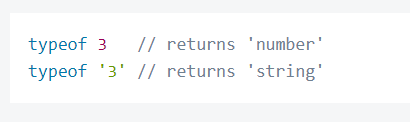 typeof 3   // returns 'number'
typeof '3' // returns 'string'